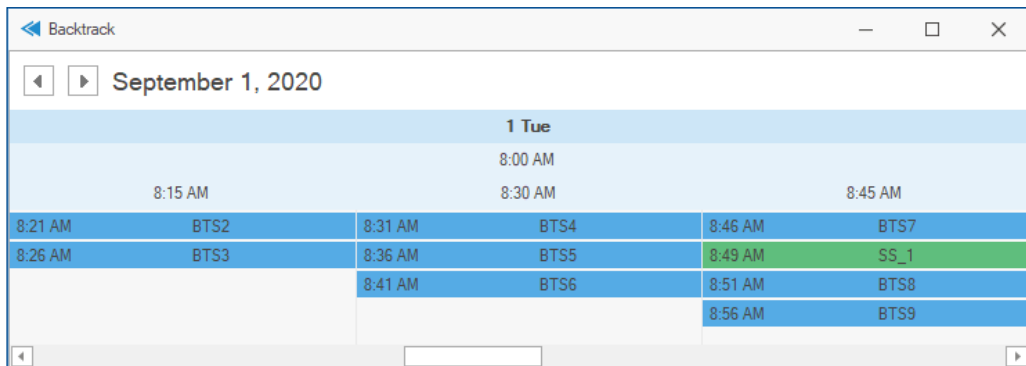 Backtrack
September 1, 2020
1 Tue
8:00 AM
8:15 AM 8:30 AM 8:45 AM
8:21 AM BTS2 8:31 AM BTS4 8:46 AM BTS7
8:26 AM BTS3 8:36 AM BTS5 8:49 AM SS_1
8:41 AM BTS6 8:51 AM BTS8
8:56 AM BTS9